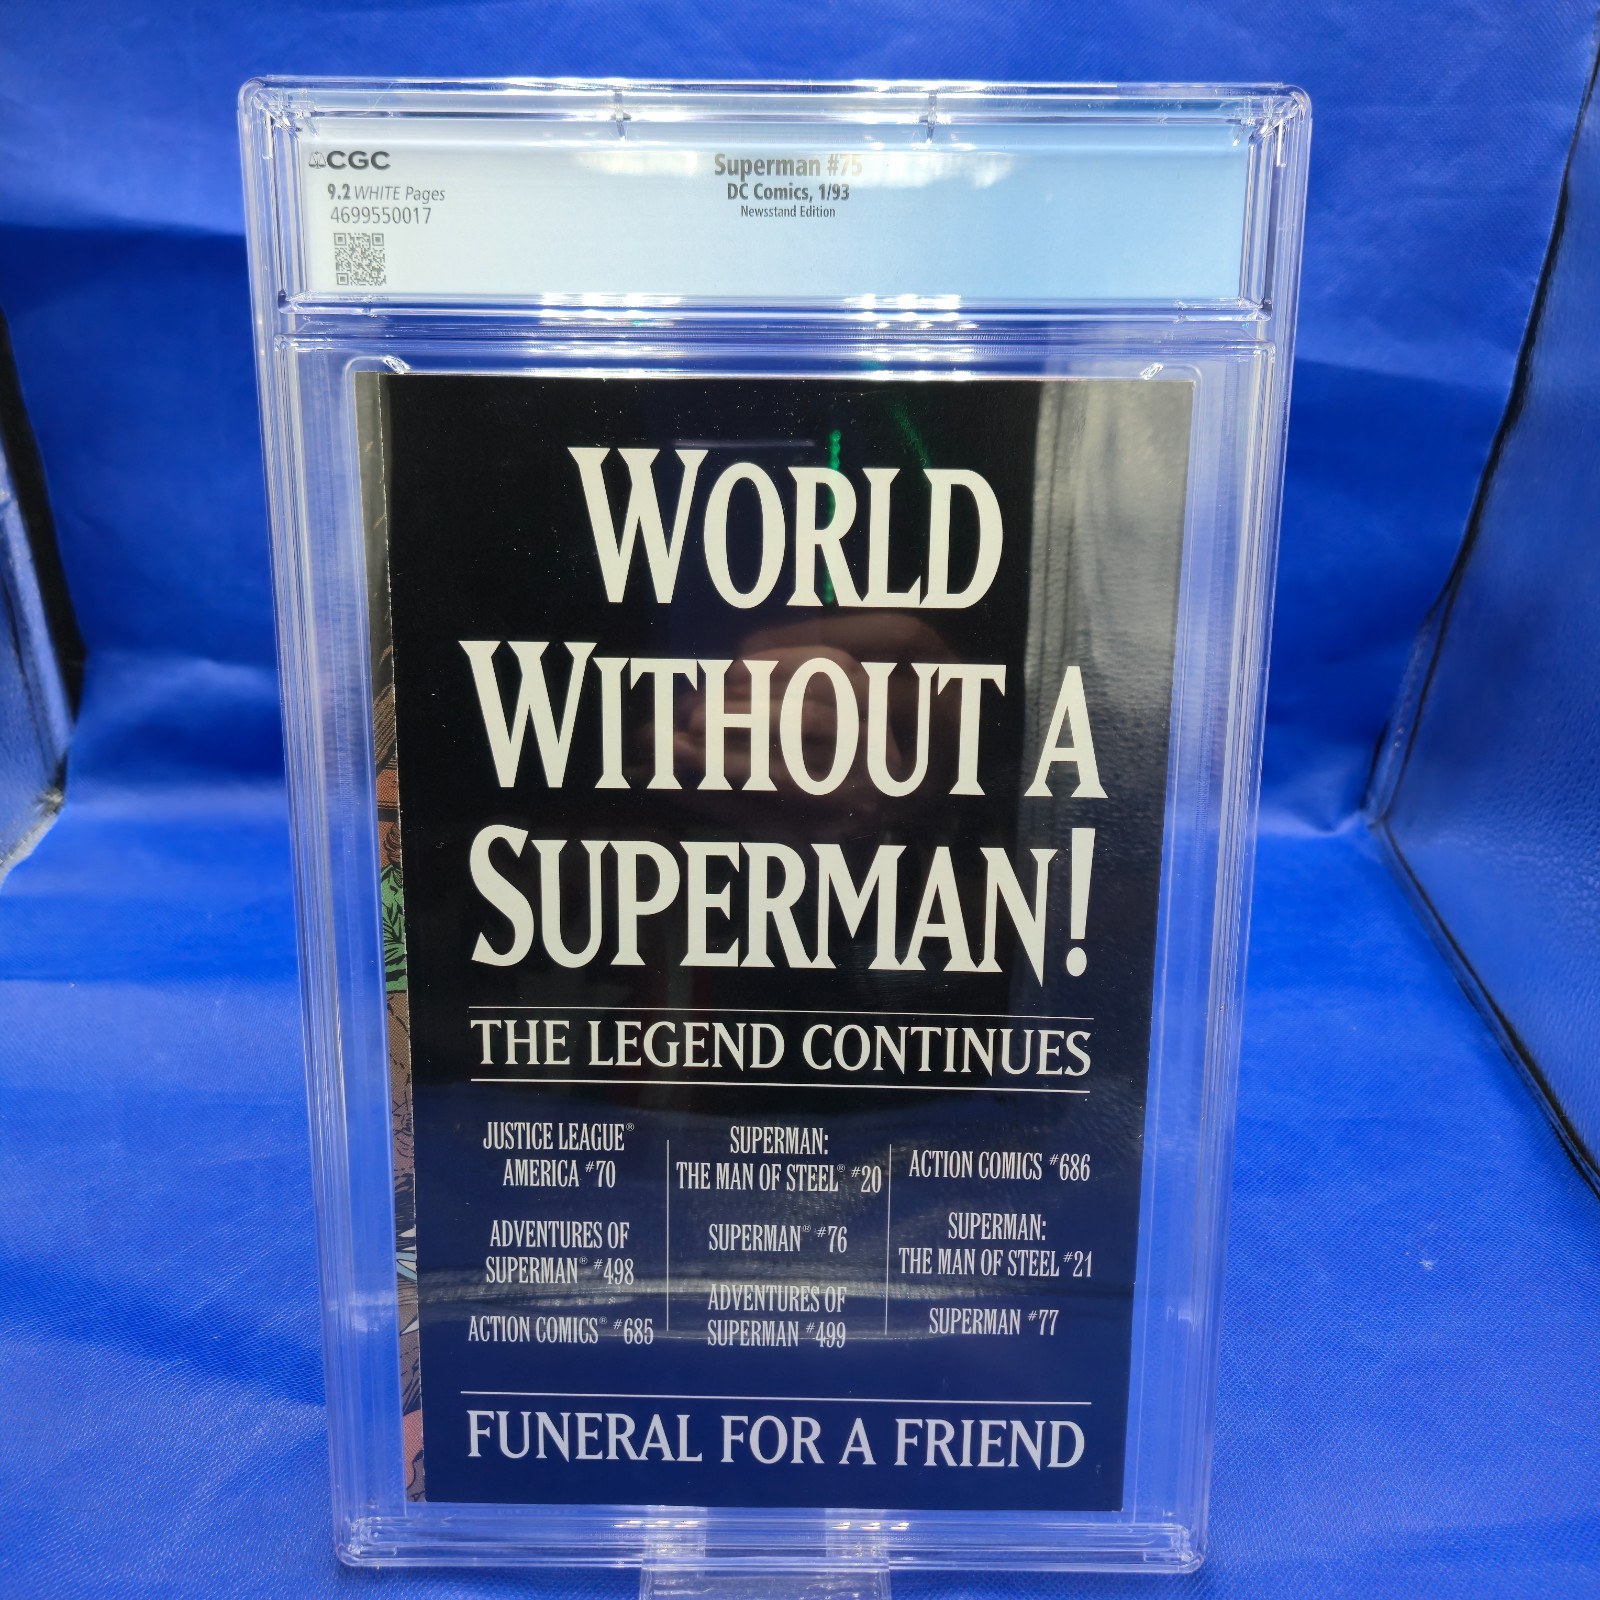 CGC
9.2 WHITE Pages
4699550017
Superman #75
DC Comics, 1/93
Newsstand Edition
WORLD
WITHOUT A
SUPERMAN!
THE LEGEND CONTINUES
JUSTICE LEAGUE®
AMERICA #70
ADVENTURES OF
SUPERMAN® #498
ACTION COMICS® #685
SUPERMAN:
THE MAN OF STEEL® #20
SUPERMAN® #76
ADVENTURES OF
SUPERMAN #499
ACTION COMICS #686
SUPERMAN:
THE MAN OF STEEL #21
SUPERMAN #77
FUNERAL FOR A FRIEND